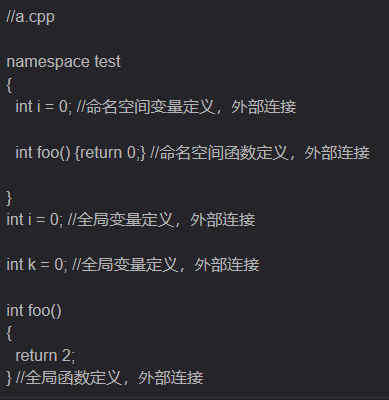 //a.cpp
namespace test
{
int i = 0; //命名空间变量定义，外部连接
int foo() {return 0;} //命名空间函数定义，外部连接
}
int i = 0; //全局变量定义，外部连接
int k = 0; //全局变量定义，外部连接
int foo()
{
return 2;
} //全局函数定义，外部连接